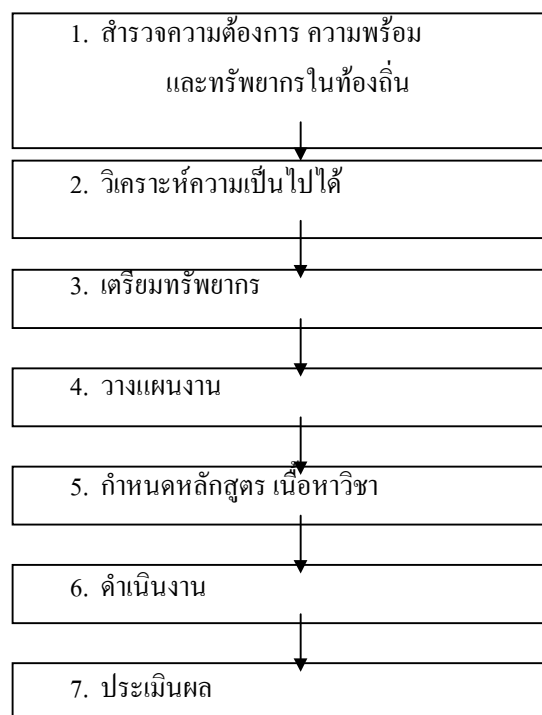 1. สำรวจความต้องการ ความพร้อม
และทรัพยากรในท้องถิ่น
2. วิเคราะห์ความเป็นไปได้
3. เตรียมทรัพยากร
4. วางแผนงาน
5. กำหนดหลักสูตร เนื้อหาวิชา
6. ดำเนินงาน
7. ประเมินผล